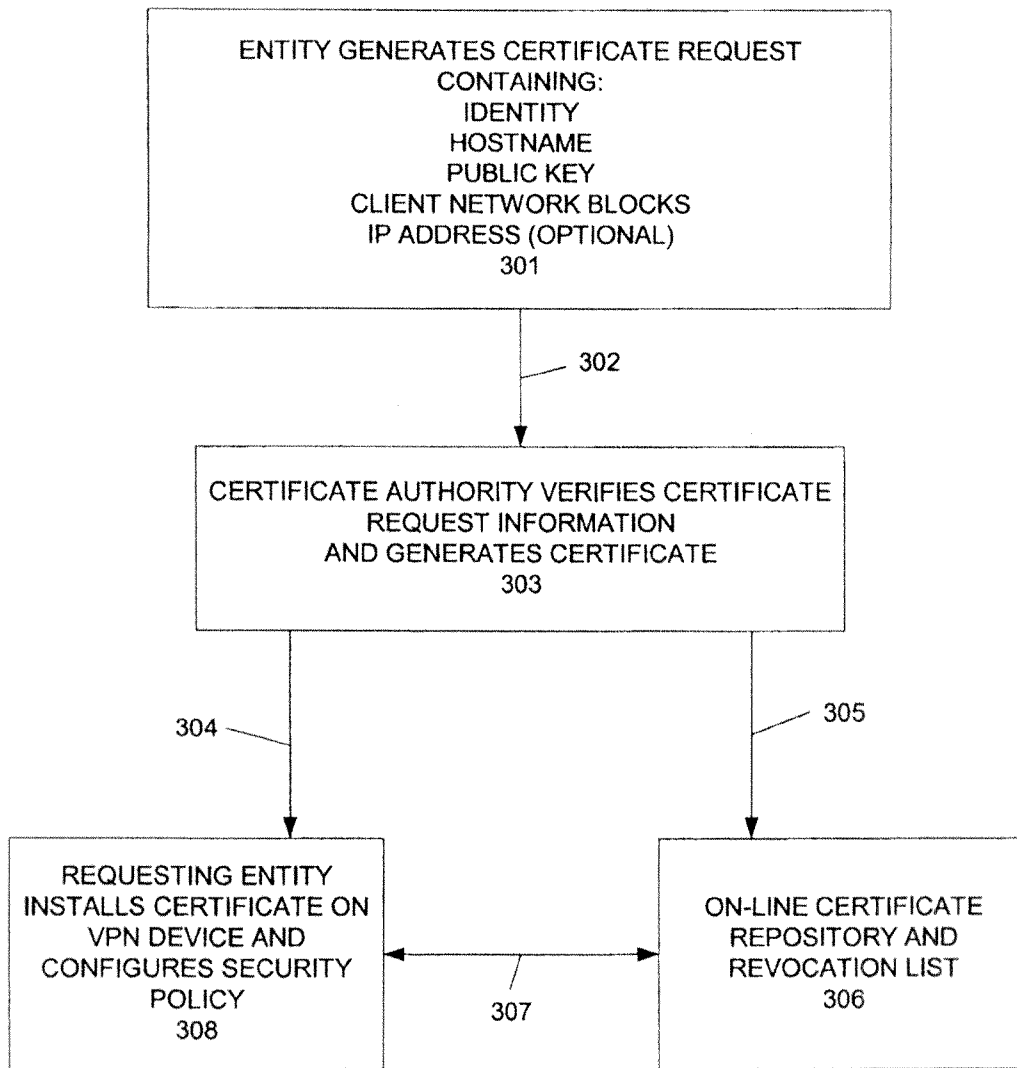 ENTITY GENERATES CERTIFICATE REQUEST
CONTAINING:
IDENTITY
HOSTNAME
PUBLIC KEY
CLIENT NETWORK BLOCKS
IP ADDRESS (OPTIONAL)
301
302
CERTIFICATE AUTHORITY VERIFIES CERTIFICATE
REQUEST INFORMATION
AND GENERATES CERTIFICATE
303
304
305
REQUESTING ENTITY
INSTALLS CERTIFICATE ON
VPN DEVICE AND
CONFIGURES SECURITY
POLICY
308
307
ON-LINE CERTIFICATE
REPOSITORY AND
REVOCATION LIST
306